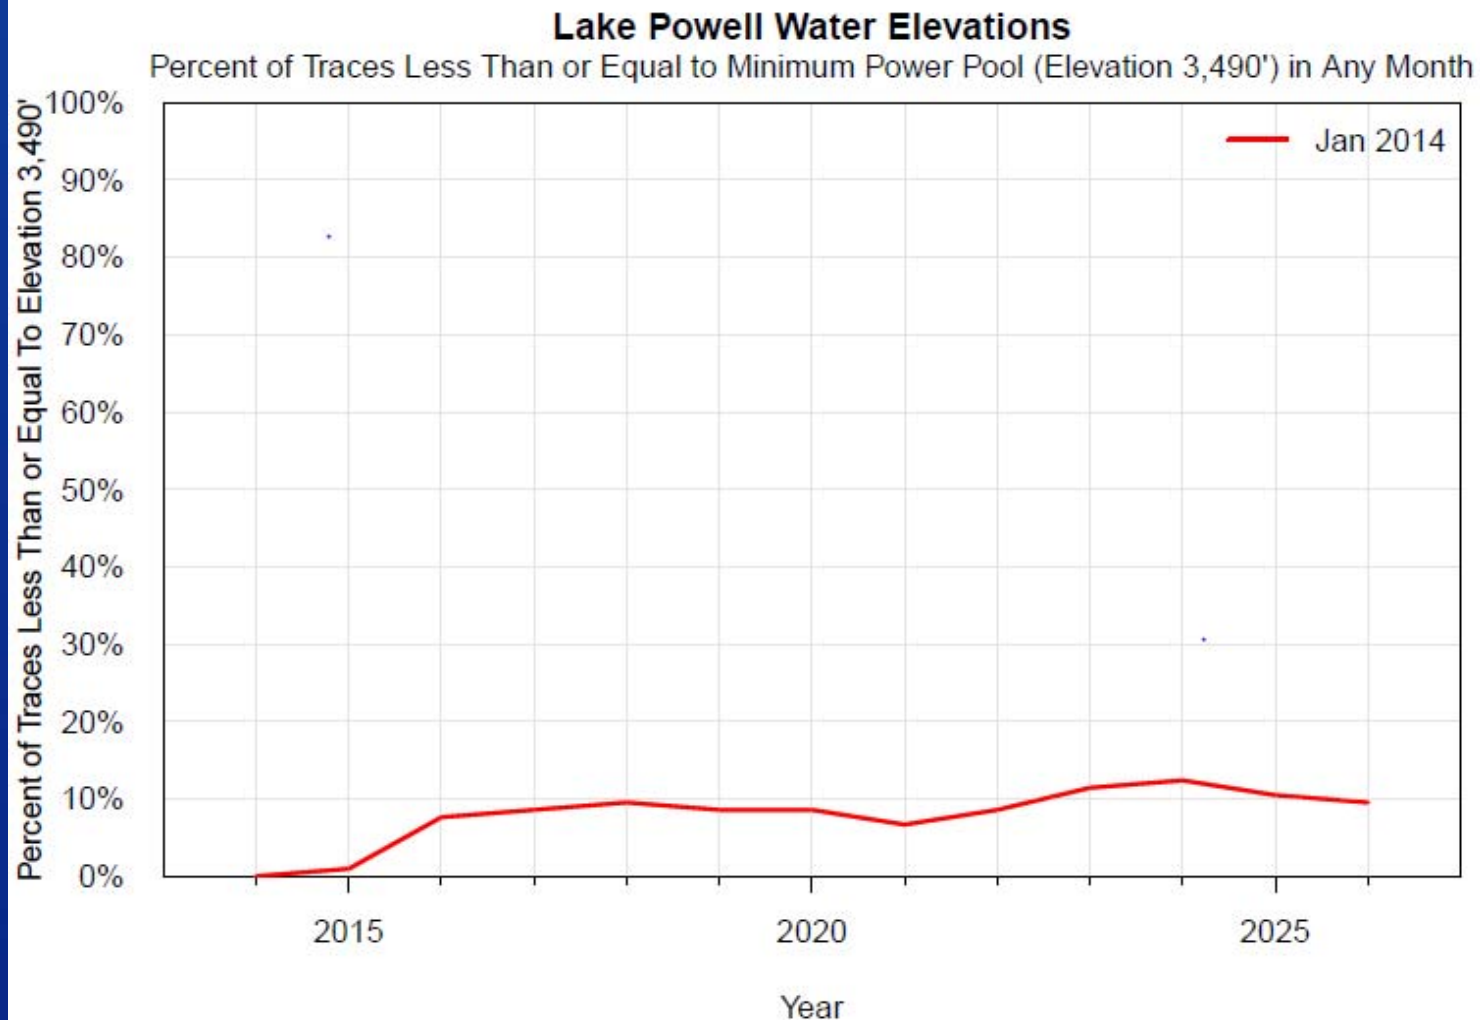 Lake Powell Water Elevations
Percent of Traces Less Than or Equal to Minimum Power Pool (Elevation 3,490') in Any Month
Percent of Traces Less Than or Equal To Elevation 3,490'
100%
90%
80%
70%
60%
50%
40%
30%
20%
10%
0%
Jan 2014
2015
2020
2025
Year